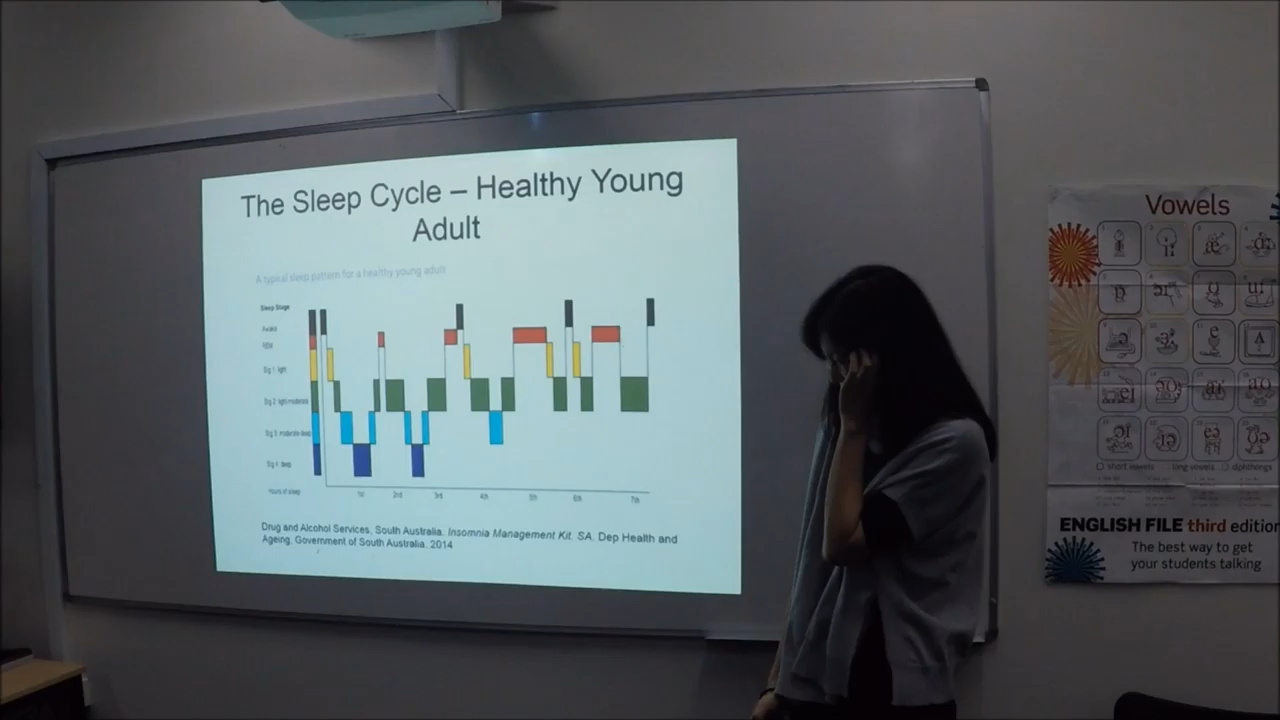 The Sleep Cycle – Healthy Young
Adult
A typical sleep pattern for a healthy young adult
Sleep Stage
Awake
REM
Stg 1: light
Stg 2: light/moderate
Stg 3: moderate deep
Stg 4: deep
Hours of sleep 1st 2nd 3rd 4th 5th 6th 7th
Drug and Alcohol Services, South Australia. Insomnia Management Kit. SA. Dep Health and
Ageing, Government of South Australia. 2014
Vowels
short vowels long vowels diphthongs
ENGLISH FILE third edition
The best way to get
your students talking